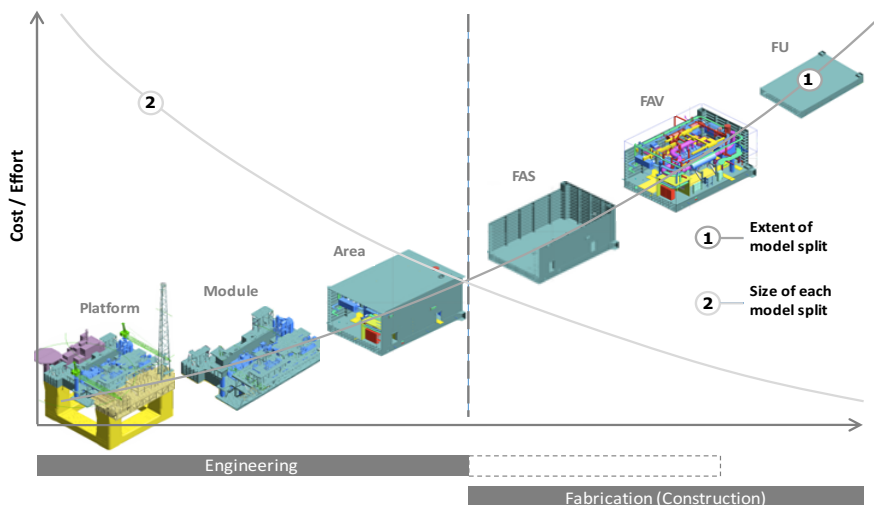 FU
1
FAV
2
FAS
Cost / Effort
1
Extent of
model split
Area
2
Size of each
model split
Module
Platform
Engineering
Fabrication (Construction)